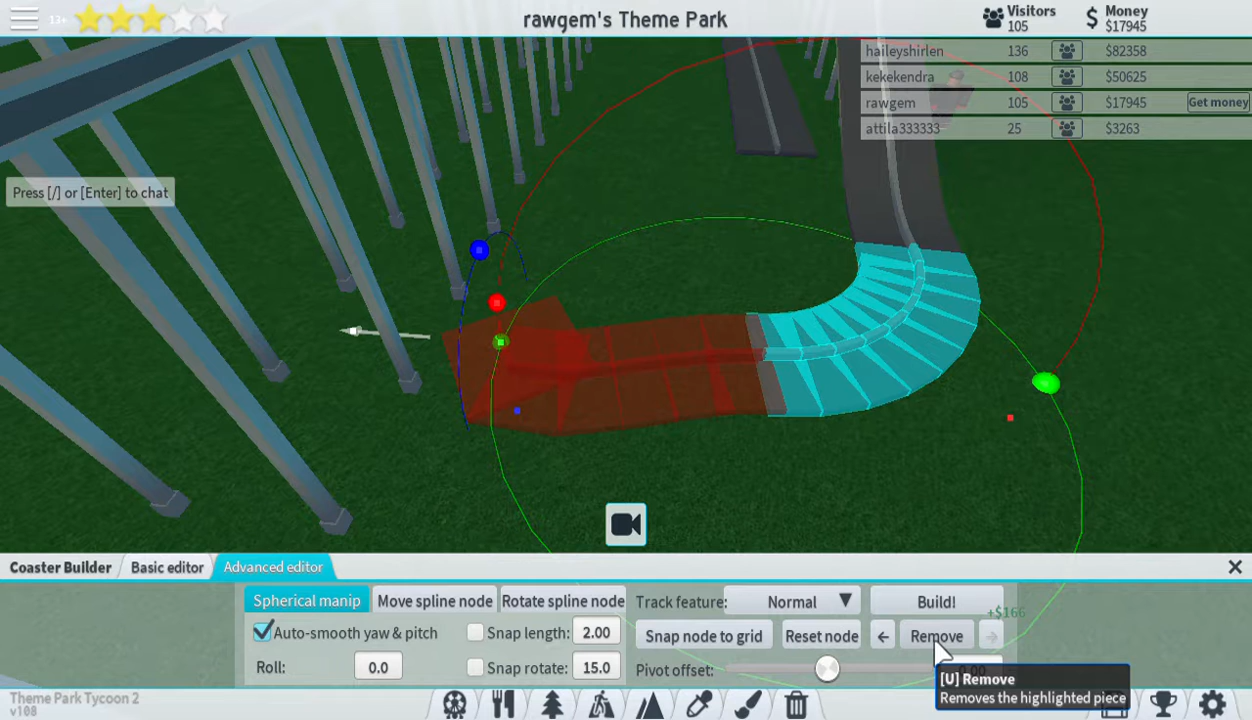 13+
rawgem's Theme Park
Visitors
105
Money
$17945
haileyshirlen 136 $82358
kekekendra 108 $50625
rawgem 105 $17945 Get money
attila333333 25 $3263
Press [/] or [Enter] to chat
Coaster Builder Basic editor Advanced editor
Spherical manip Move spline node Rotate spline node Track feature: Normal Build!
+$166
Auto-smooth yaw & pitch Snap length: 2.00 Snap node to grid Reset node Remove
Roll: 0.0 Snap rotate: 15.0 Pivot offset:
[U] Remove
Removes the highlighted piece
Theme Park Tycoon 2
v108